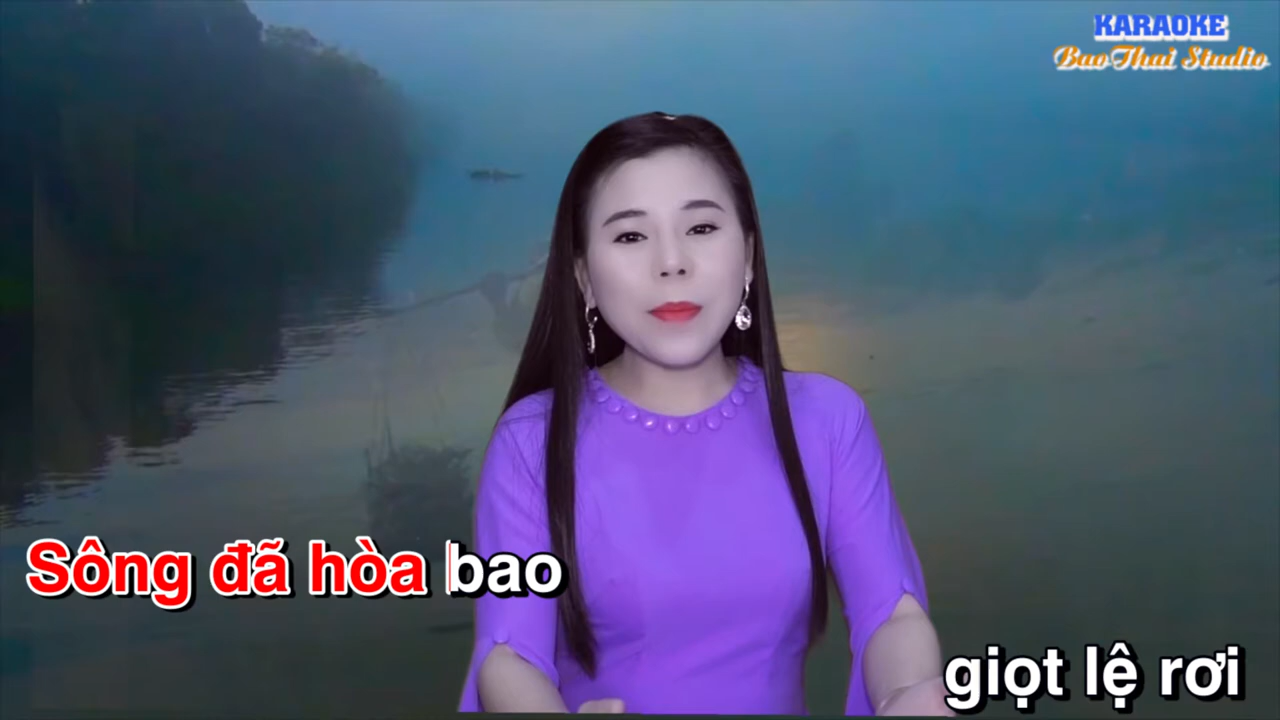 KARAOKE
Bao Thai Studio
Sông đã hòa bao
giọt lệ rơi